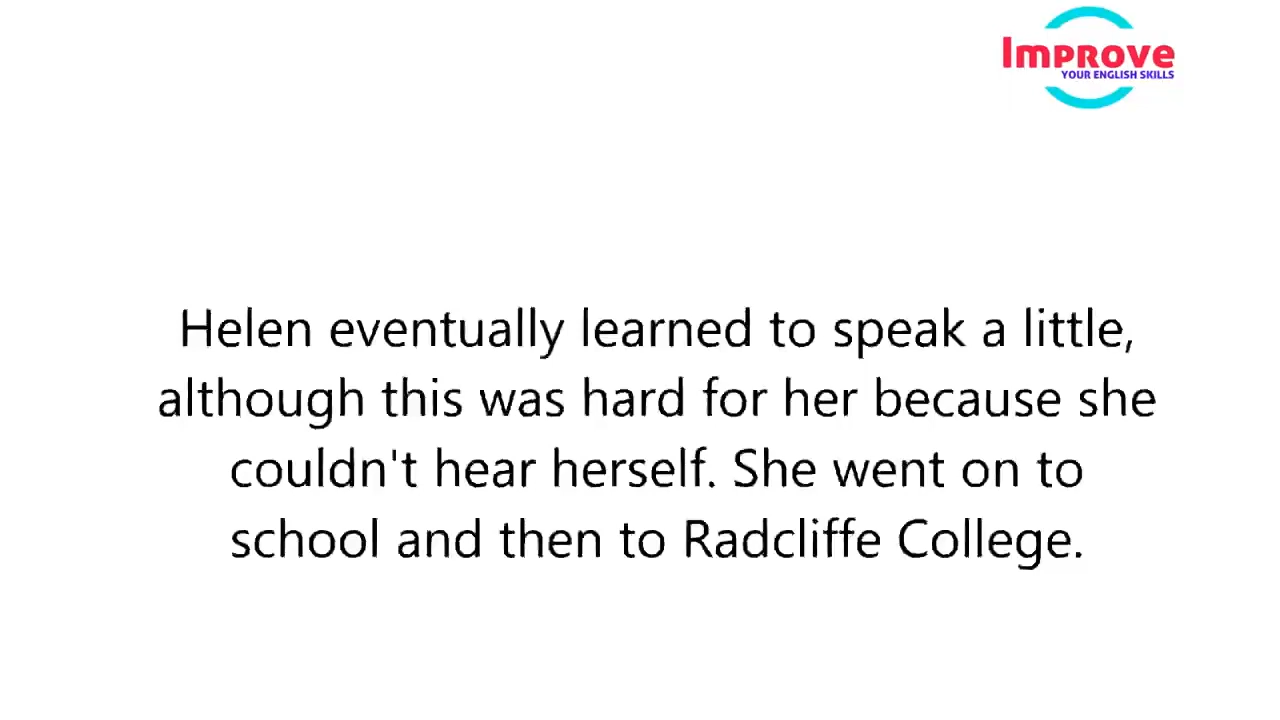 Improve
YOUR ENGLISH SKILLS
Helen eventually learned to speak a little,
although this was hard for her because she
couldn't hear herself. She went on to
school and then to Radcliffe College.